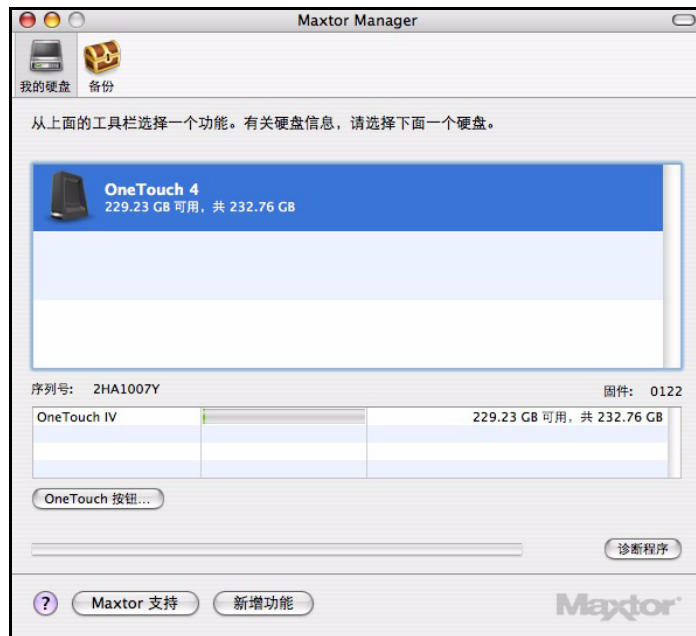 Maxtor Manager
我的硬盘 备份
从上面的工具栏选择一个功能。有关硬盘信息，请选择下面一个硬盘。
OneTouch 4
229.23 GB 可用，共 232.76 GB
序列号: 2HA1007Y 固件: 0122
OneTouch IV 229.23 GB 可用，共 232.76 GB
OneTouch 按钮...
诊断程序
? Maxtor 支持 新增功能 Maxtor